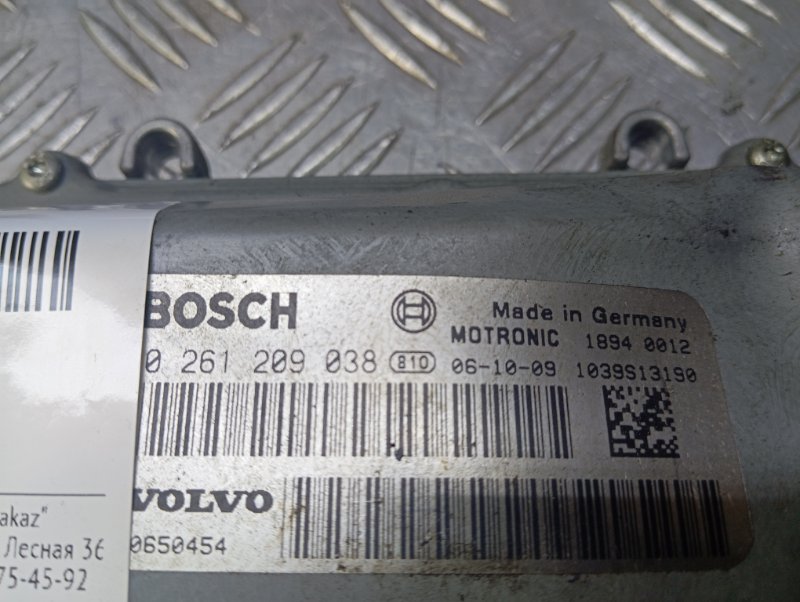 BOSCH
Made in Germany
MOTRONIC 1894 0012
0 261 209 038 810 06-10-09 1039S13190
VOLVO
0650454
akaz"
Лесная 36
75-45-92